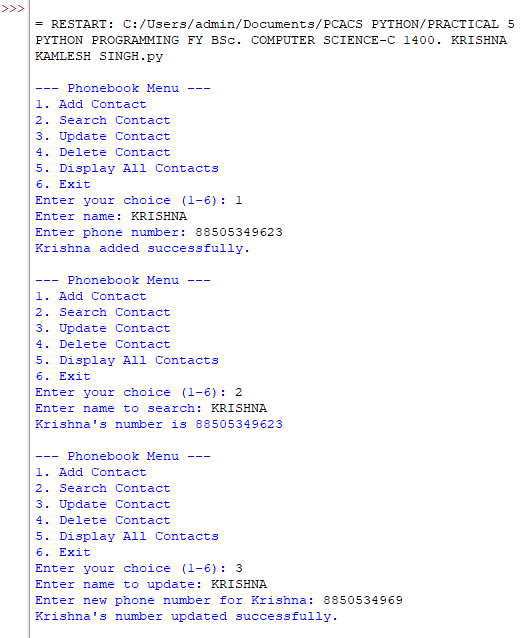 >>>
= RESTART: C:/Users/admin/Documents/PCACS PYTHON/PRACTICAL 5
PYTHON PROGRAMMING FY BSc. COMPUTER SCIENCE-C 1400. KRISHNA
KAMLESH SINGH.py
--- Phonebook Menu ---
1. Add Contact
2. Search Contact
3. Update Contact
4. Delete Contact
5. Display All Contacts
6. Exit
Enter your choice (1-6): 1
Enter name: KRISHNA
Enter phone number: 88505349623
Krishna added successfully.
--- Phonebook Menu ---
1. Add Contact
2. Search Contact
3. Update Contact
4. Delete Contact
5. Display All Contacts
6. Exit
Enter your choice (1-6): 2
Enter name to search: KRISHNA
Krishna's number is 88505349623
--- Phonebook Menu ---
1. Add Contact
2. Search Contact
3. Update Contact
4. Delete Contact
5. Display All Contacts
6. Exit
Enter your choice (1-6): 3
Enter name to update: KRISHNA
Enter new phone number for Krishna: 8850534969
Krishna's number updated successfully.